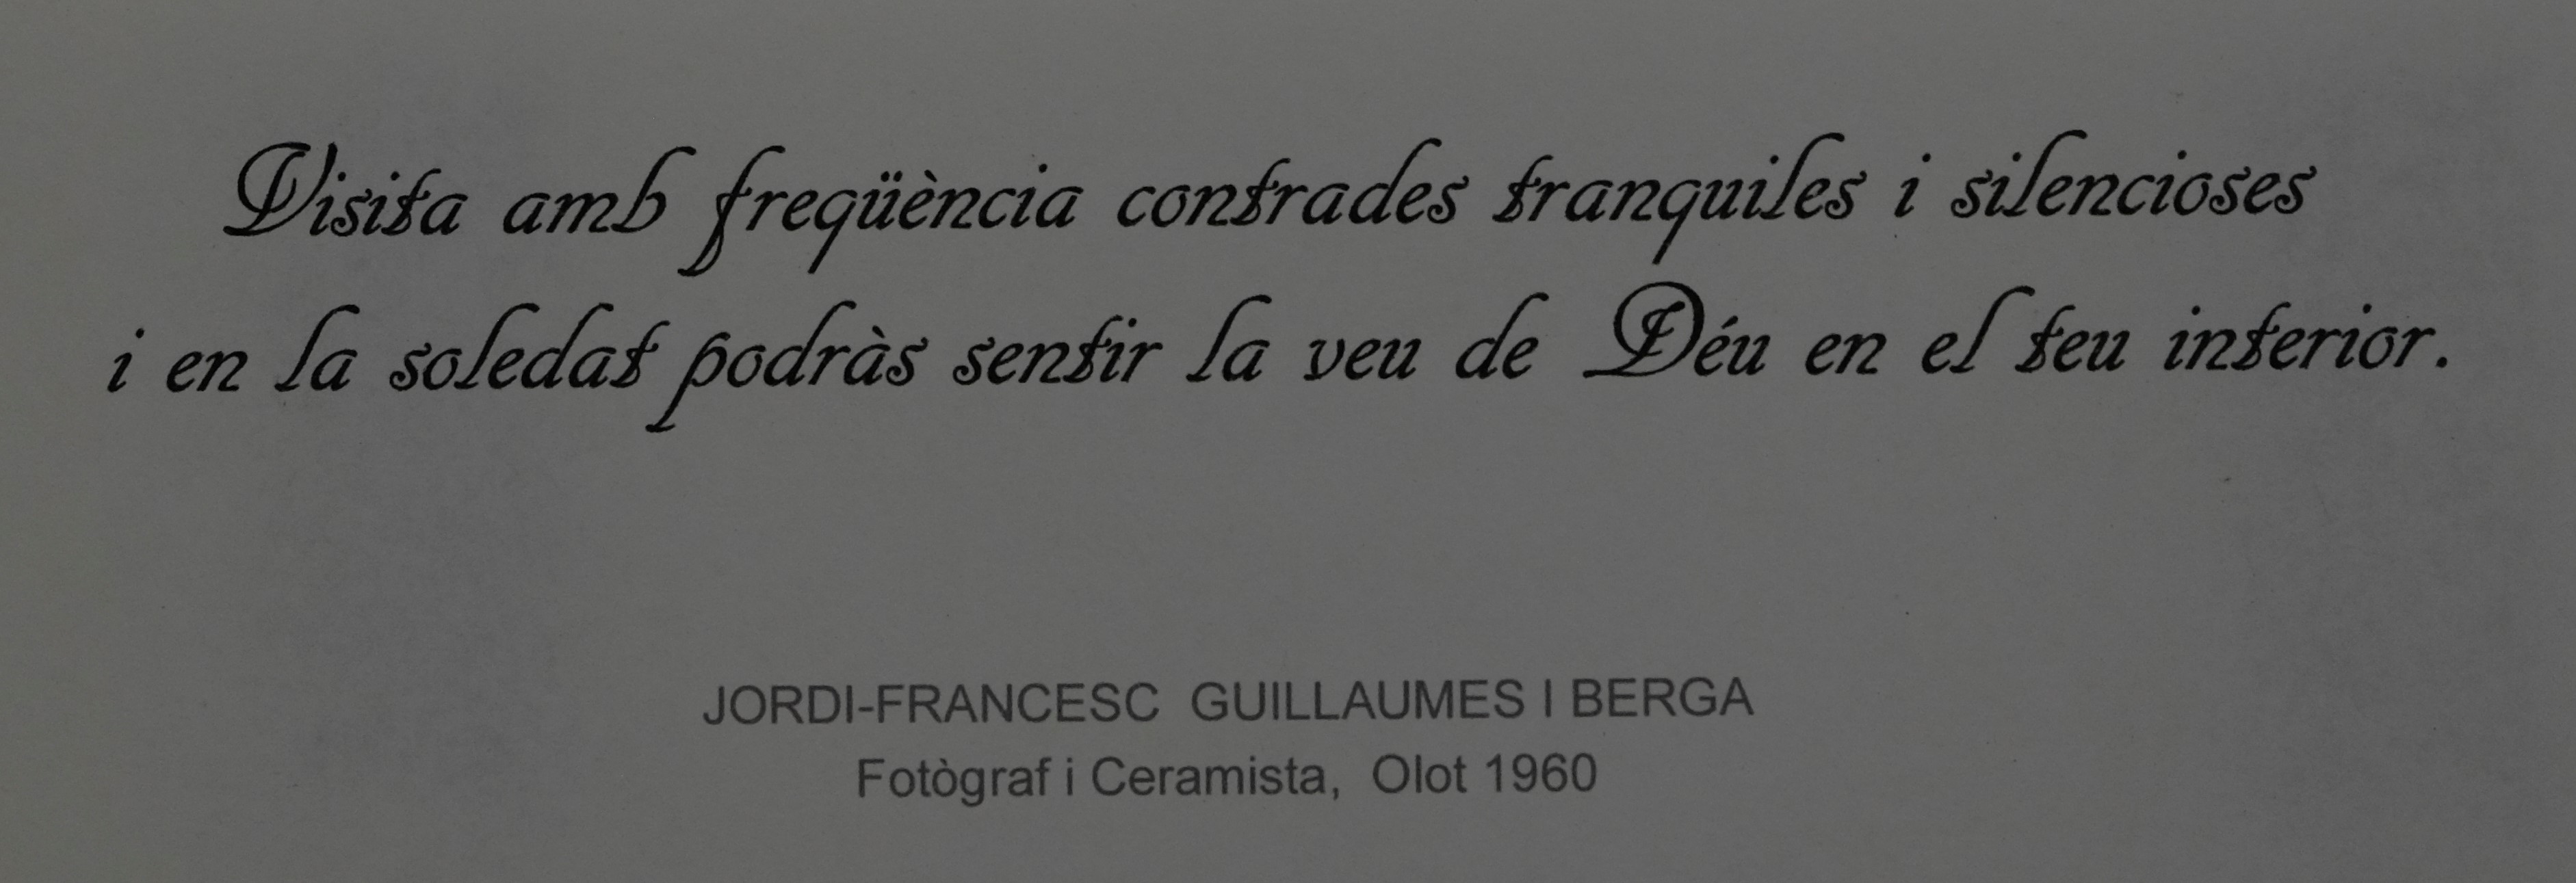 Visita amb freqüència contrades tranquiles i silencioses
i en la soledat podràs sentir la veu de Déu en el teu interior.
JORDI-FRANCESC GUILLAUMES I BERGA
Fotògraf i Ceramista, Olot 1960